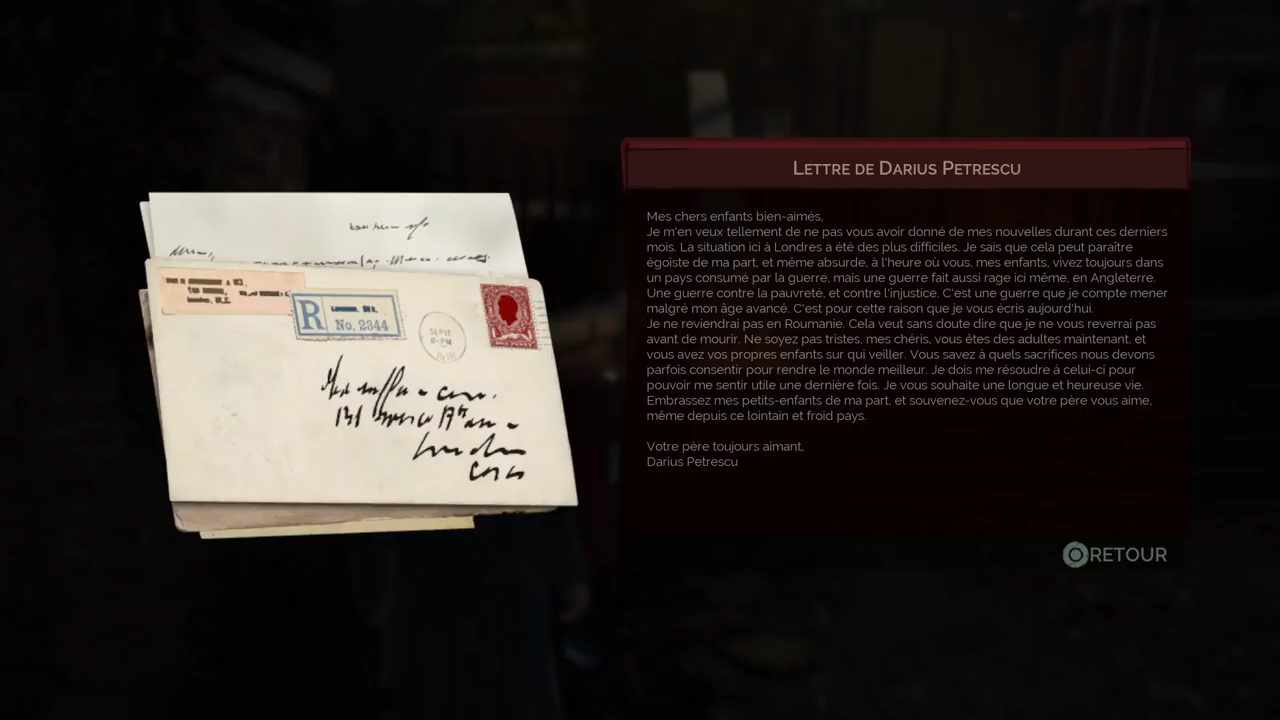 LETTRE DE DARIUS PETRESCU
Mes chers enfants bien-aimés,
Je m'en veux tellement de ne pas vous avoir donné de mes nouvelles durant ces derniers
mois. La situation ici à Londres a été des plus difficiles. Je sais que cela peut paraître
égoïste de ma part, et même absurde, à l'heure où vous, mes enfants, vivez toujours dans
un pays consumé par la guerre, mais une guerre fait aussi rage ici même, en Angleterre.
Une guerre contre la pauvreté, et contre l'injustice. C'est une guerre que je compte mener
malgré mon âge avancé. C'est pour cette raison que je vous écris aujourd'hui.
Je ne reviendrai pas en Roumanie. Cela veut sans doute dire que je ne vous reverrai pas
avant de mourir. Ne soyez pas tristes, mes chéris, vous êtes des adultes maintenant, et
vous avez vos propres enfants sur qui veiller. Vous savez à quels sacrifices nous devons
parfois consentir pour rendre le monde meilleur. Je dois me résoudre à celui-ci pour
pouvoir me sentir utile une dernière fois. Je vous souhaite une longue et heureuse vie.
Embrassez mes petits-enfants de ma part, et souvenez-vous que votre père vous aime,
même depuis ce lointain et froid pays.
Votre père toujours aimant,
Darius Petrescu
RETOUR
R
No. 2344